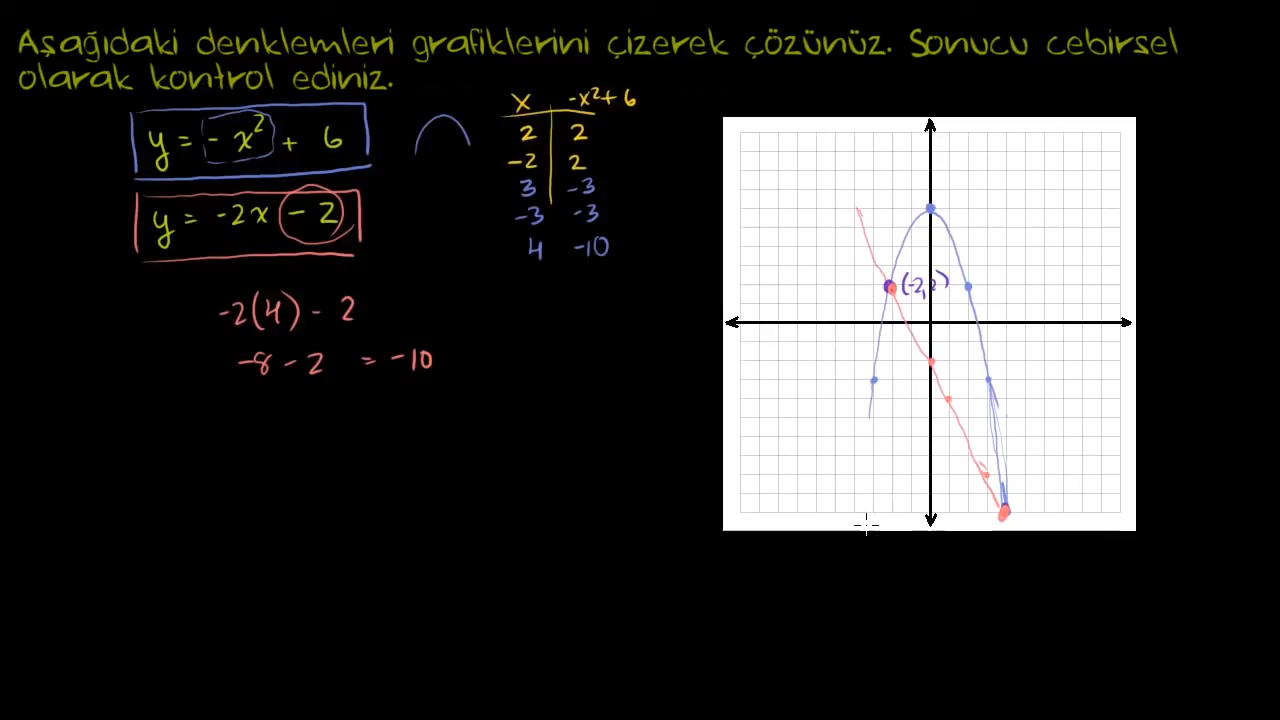 Aşağıdaki denklemleri grafiklerini çizerek çözünüz. Sonucu cebirsel
olarak kontrol ediniz.
y = -x² + 6
y = -2x - 2
-2(4) - 2
-8 - 2 = -10
x -x²+6
2 2
-2 2
3 -3
-3 -3
4 -10
(-2,2)